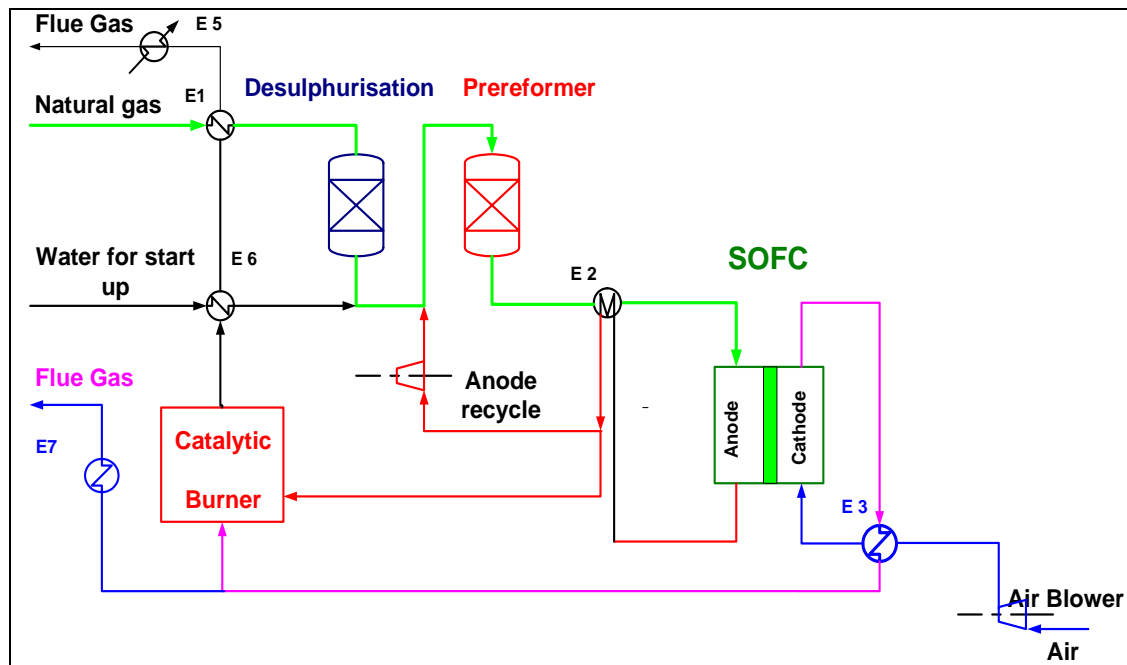 Flue Gas
E 5
E1
Desulphurisation
Prereformer
Natural gas
Water for start
up
E 6
E 2
SOFC
Flue Gas
Anode
recycle
E7
Catalytic
Burner
Anode
Cathode
E 3
Air Blower
Air